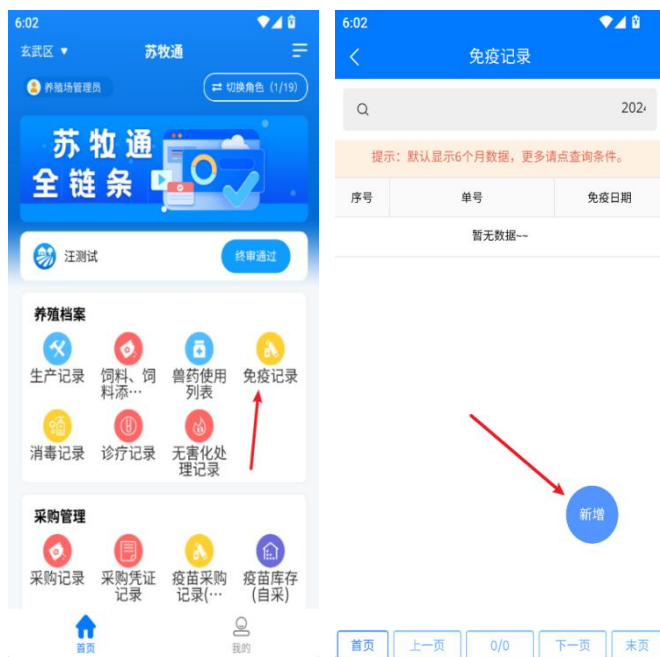 6:02
玄武区 ▼
苏牧通
养殖场管理员
切换角色（1/19）
苏牧通
全链条
汪测试
终审通过
养殖档案
生产记录
饲料、饲
料添…
兽药使用
列表
免疫记录
消毒记录
诊疗记录
无害化处
理记录
采购管理
采购记录
采购凭证
记录
疫苗采购
记录(…
疫苗库存
(自采)
首页
我的
6:02
免疫记录
2024
提示：默认显示6个月数据，更多请点查询条件。
序号
单号
免疫日期
暂无数据~~
新增
首页
上一页
0/0
下一页
末页